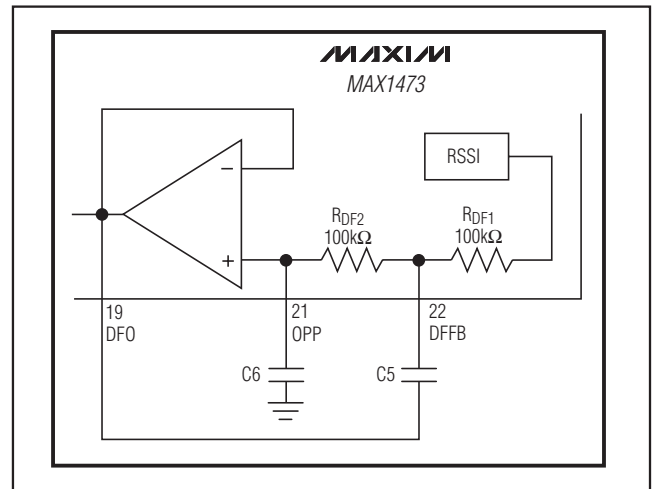 MAXIM
MAX1473
RSSI
RDF2
100kΩ
RDF1
100kΩ
−
+
19
DFO
21
OPP
22
DFFB
C6
C5